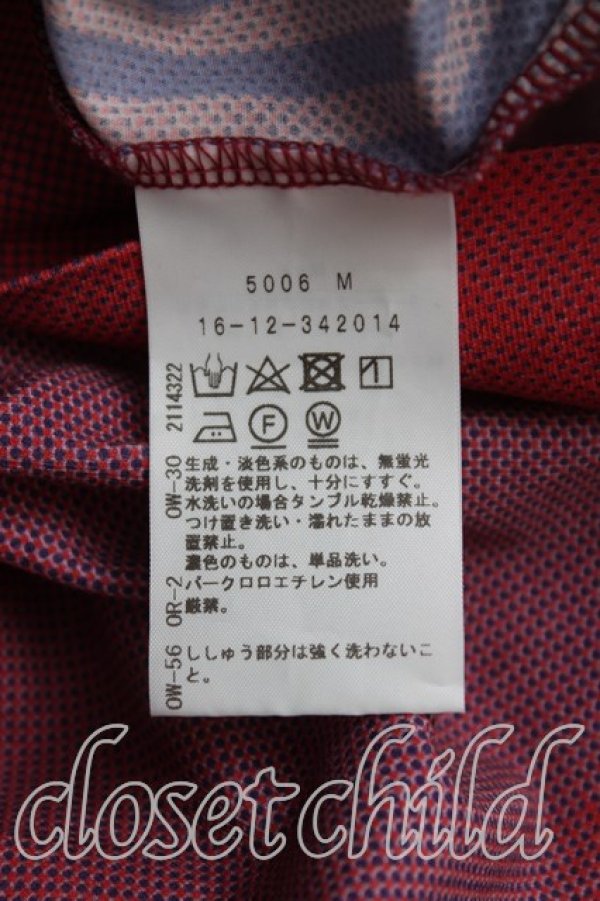 5006 M
16-12-342014
2114322
F
W
OW-30
生成・淡色系のものは、無蛍光
洗剤を使用し、十分にすすぐ。
水洗いの場合タンブル乾燥禁止。
つけ置き洗い・濡れたままの放
置禁止。
濃色のものは、単品洗い。
OR-2
パークロロエチレン使用
厳禁。
OW-56
ししゅう部分は強く洗わないこ
と。
closet child